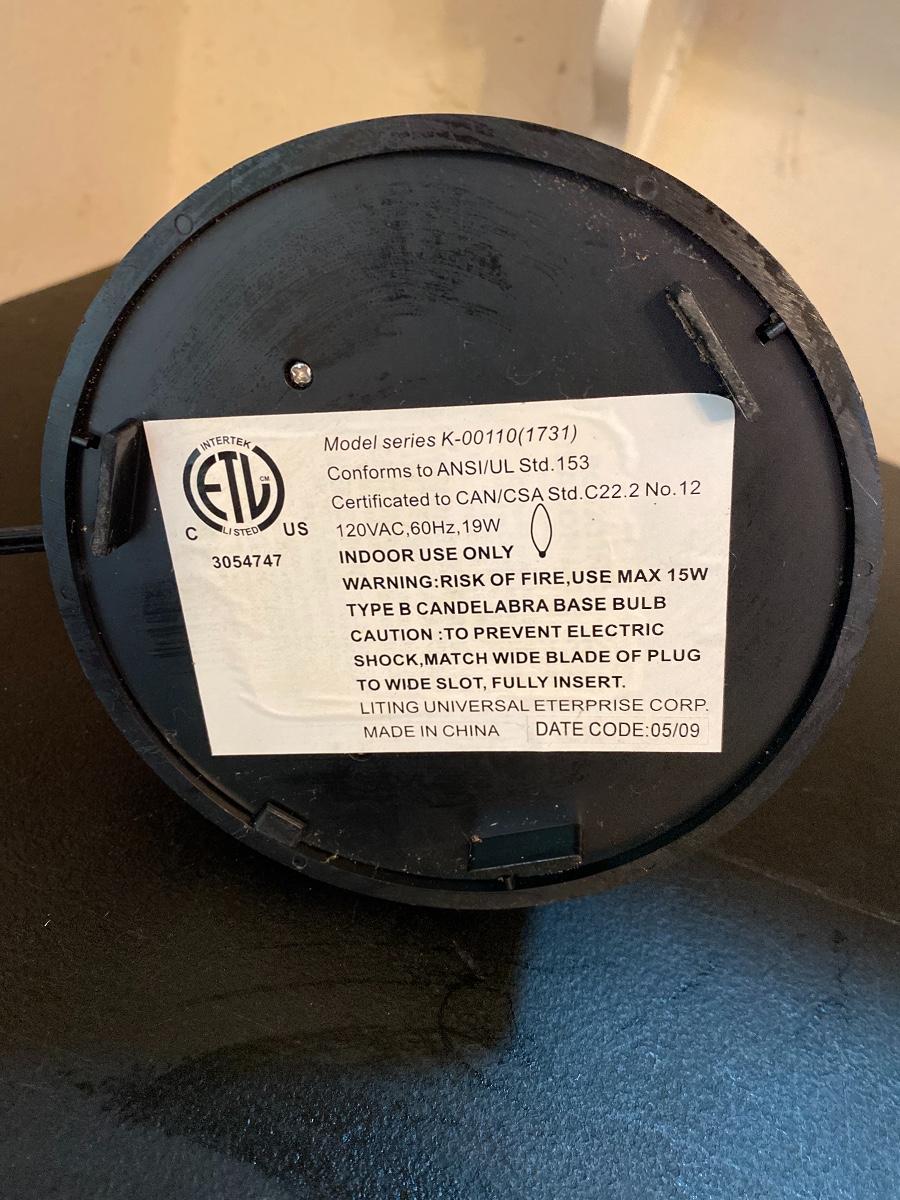 INTERTEK
ETL CM
LISTED
C US
3054747
Model series K-00110(1731)
Conforms to ANSI/UL Std.153
Certificated to CAN/CSA Std.C22.2 No.12
120VAC,60Hz,19W
INDOOR USE ONLY
WARNING:RISK OF FIRE,USE MAX 15W
TYPE B CANDELABRA BASE BULB
CAUTION :TO PREVENT ELECTRIC
SHOCK,MATCH WIDE BLADE OF PLUG
TO WIDE SLOT, FULLY INSERT.
LITING UNIVERSAL ETERPRISE CORP.
MADE IN CHINA DATE CODE:05/09